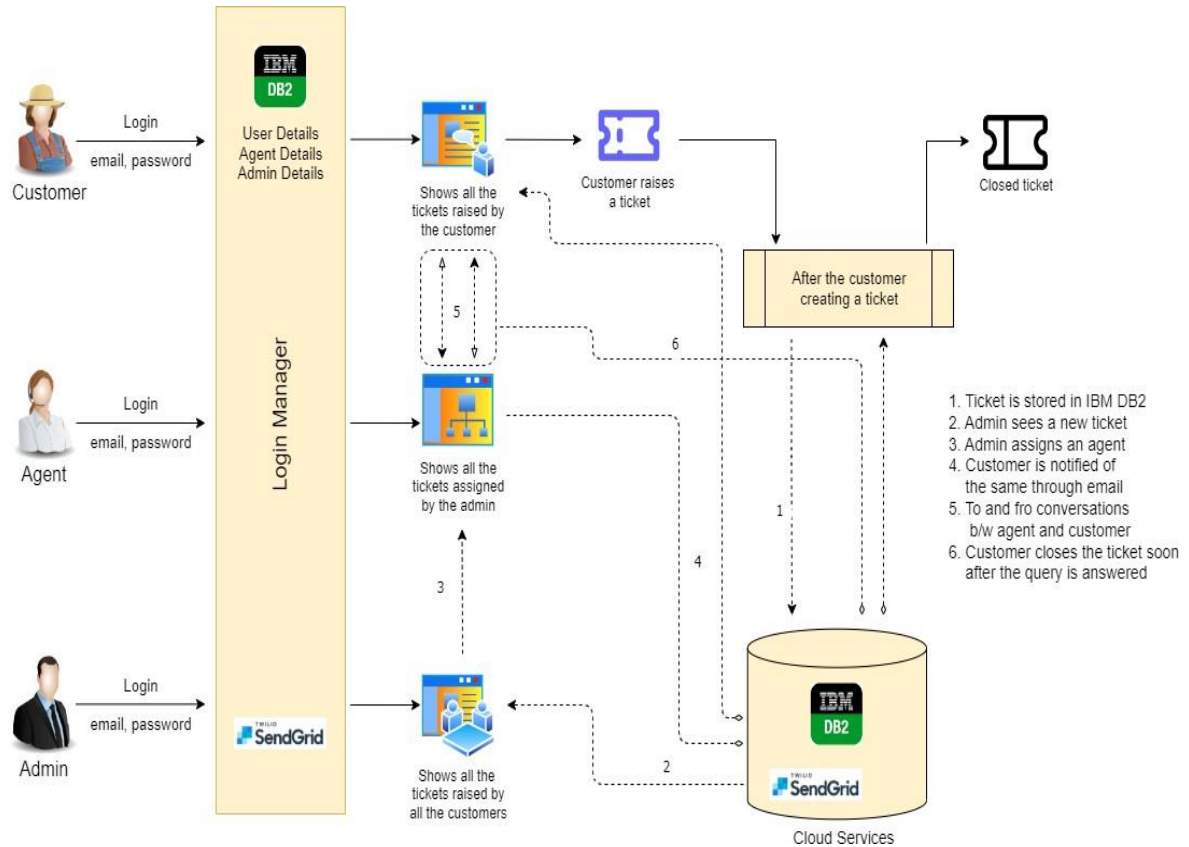 IBM
DB2
User Details
Agent Details
Admin Details
Login
email, password
Customer
Shows all the
tickets raised by
the customer
Customer raises
a ticket
Closed ticket
After the customer
creating a ticket
5
6
Login Manager
Login
email, password
Agent
Shows all the
tickets assigned
by the admin
1
4
3
1. Ticket is stored in IBM DB2
2. Admin sees a new ticket
3. Admin assigns an agent
4. Customer is notified of
the same through email
5. To and fro conversations
b/w agent and customer
6. Customer closes the ticket soon
after the query is answered
Login
email, password
Admin
TWILIO
SendGrid
Shows all the
tickets raised by
all the customers
2
IBM
DB2
TWILIO
SendGrid
Cloud Services